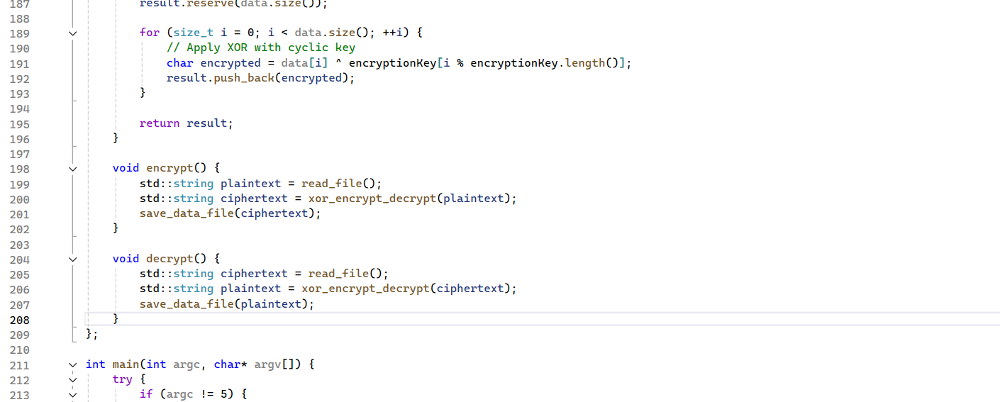 187 result.reserve(data.size());
188
189 for (size_t i = 0; i < data.size(); ++i) {
190 // Apply XOR with cyclic key
191 char encrypted = data[i] ^ encryptionKey[i % encryptionKey.length()];
192 result.push_back(encrypted);
193 }
194
195 return result;
196 }
197
198 void encrypt() {
199 std::string plaintext = read_file();
200 std::string ciphertext = xor_encrypt_decrypt(plaintext);
201 save_data_file(ciphertext);
202 }
203
204 void decrypt() {
205 std::string ciphertext = read_file();
206 std::string plaintext = xor_encrypt_decrypt(ciphertext);
207 save_data_file(plaintext);
208 }
209 };
210
211 int main(int argc, char* argv[]) {
212 try {
213 if (argc != 5) {